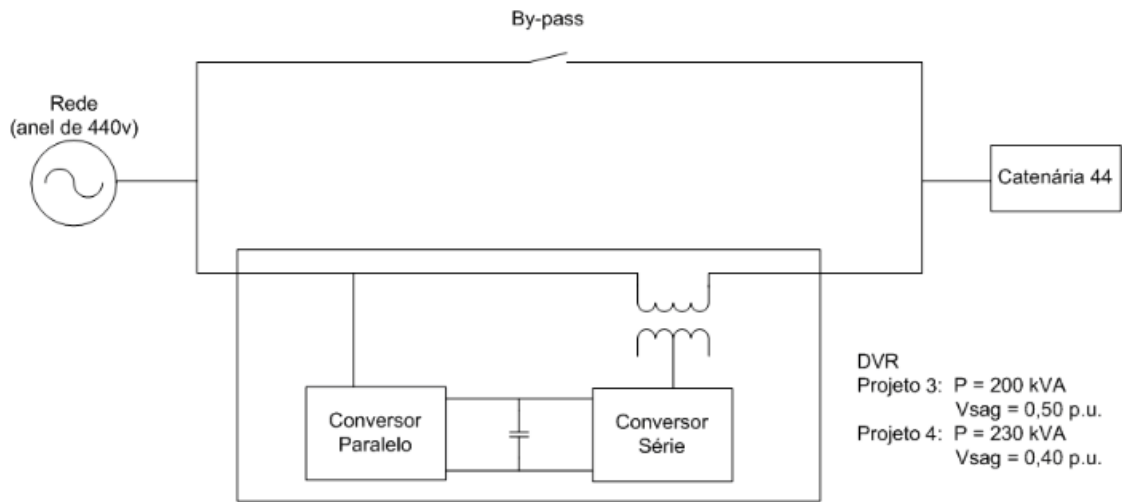 By-pass
Rede
(anel de 440v)
Catenária 44
Conversor
Paralelo
Conversor
Série
DVR
Projeto 3: P = 200 kVA
Vsag = 0,50 p.u.
Projeto 4: P = 230 kVA
Vsag = 0,40 p.u.